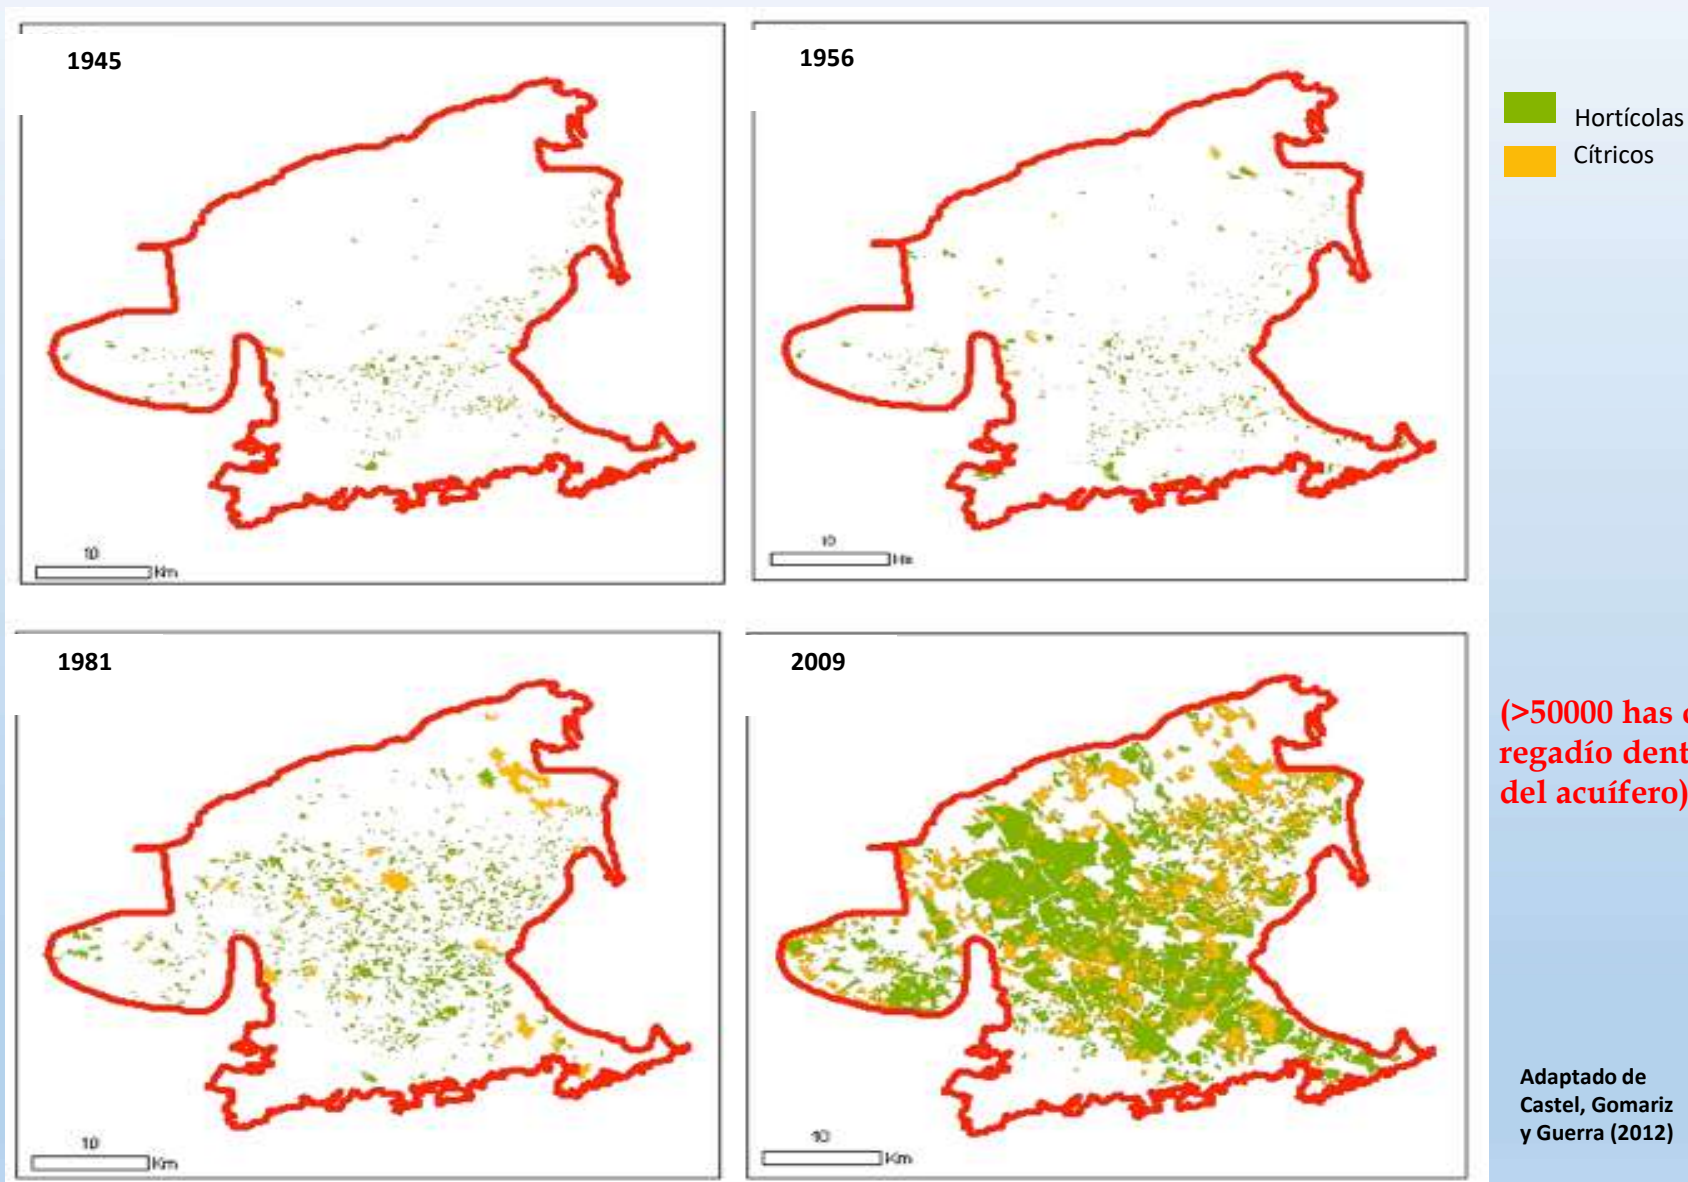 1945
10
Km
1956
10
Hortícolas
Cítricos
1981
10
Km
2009
10
Km
(>50000 has
regadío
del acuífero)
Adaptado de
Castel, Gomariz
y Guerra (2012)